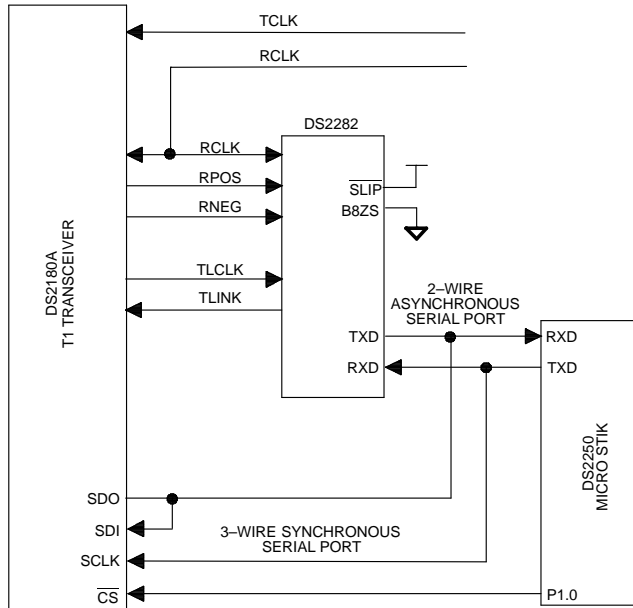 TCLK
RCLK
DS2282
RCLK
RPOS
RNEG
SLIP
B8ZS
TLCLK
TLINK
DS2180A
T1 TRANSCEIVER
2–WIRE
ASYNCHRONOUS
SERIAL PORT
TXD
RXD
RXD
TXD
DS2250
MICRO STIK
SDO
SDI
3–WIRE SYNCHRONOUS
SERIAL PORT
SCLK
CS
P1.0